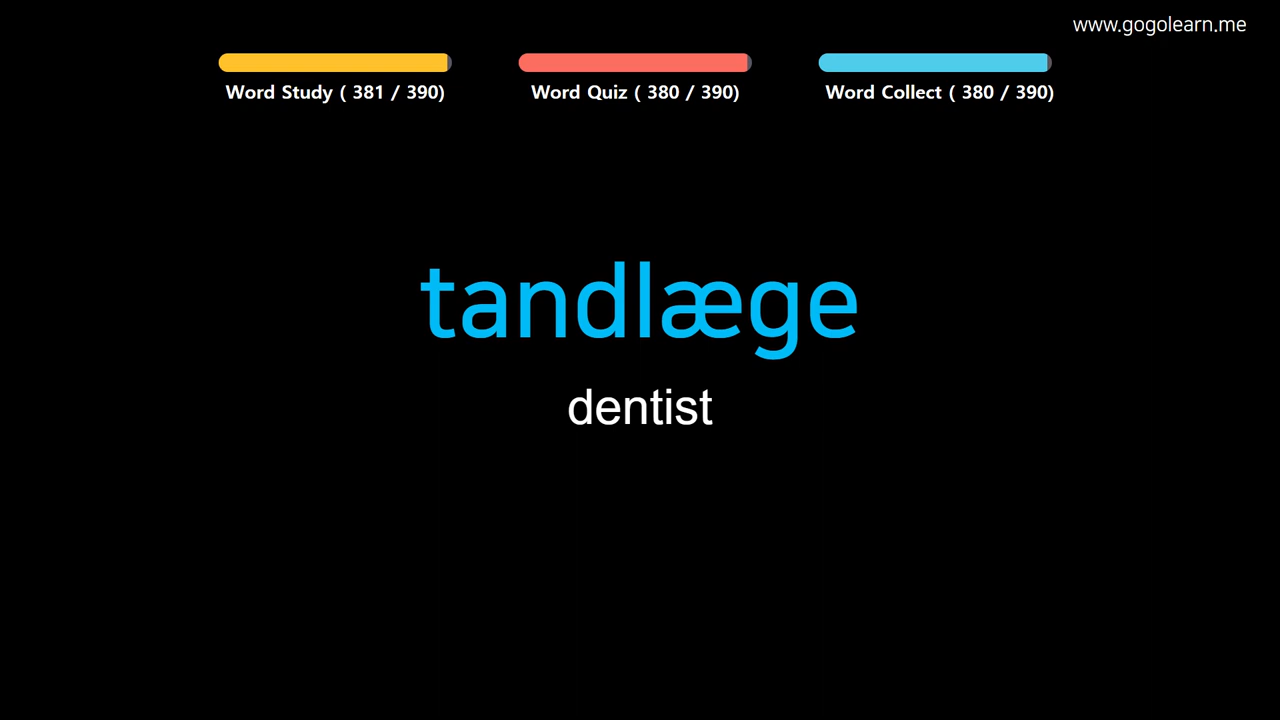 www.gogolearn.me
Word Study ( 381 / 390)
Word Quiz ( 380 / 390)
Word Collect ( 380 / 390)
tandlæge
dentist